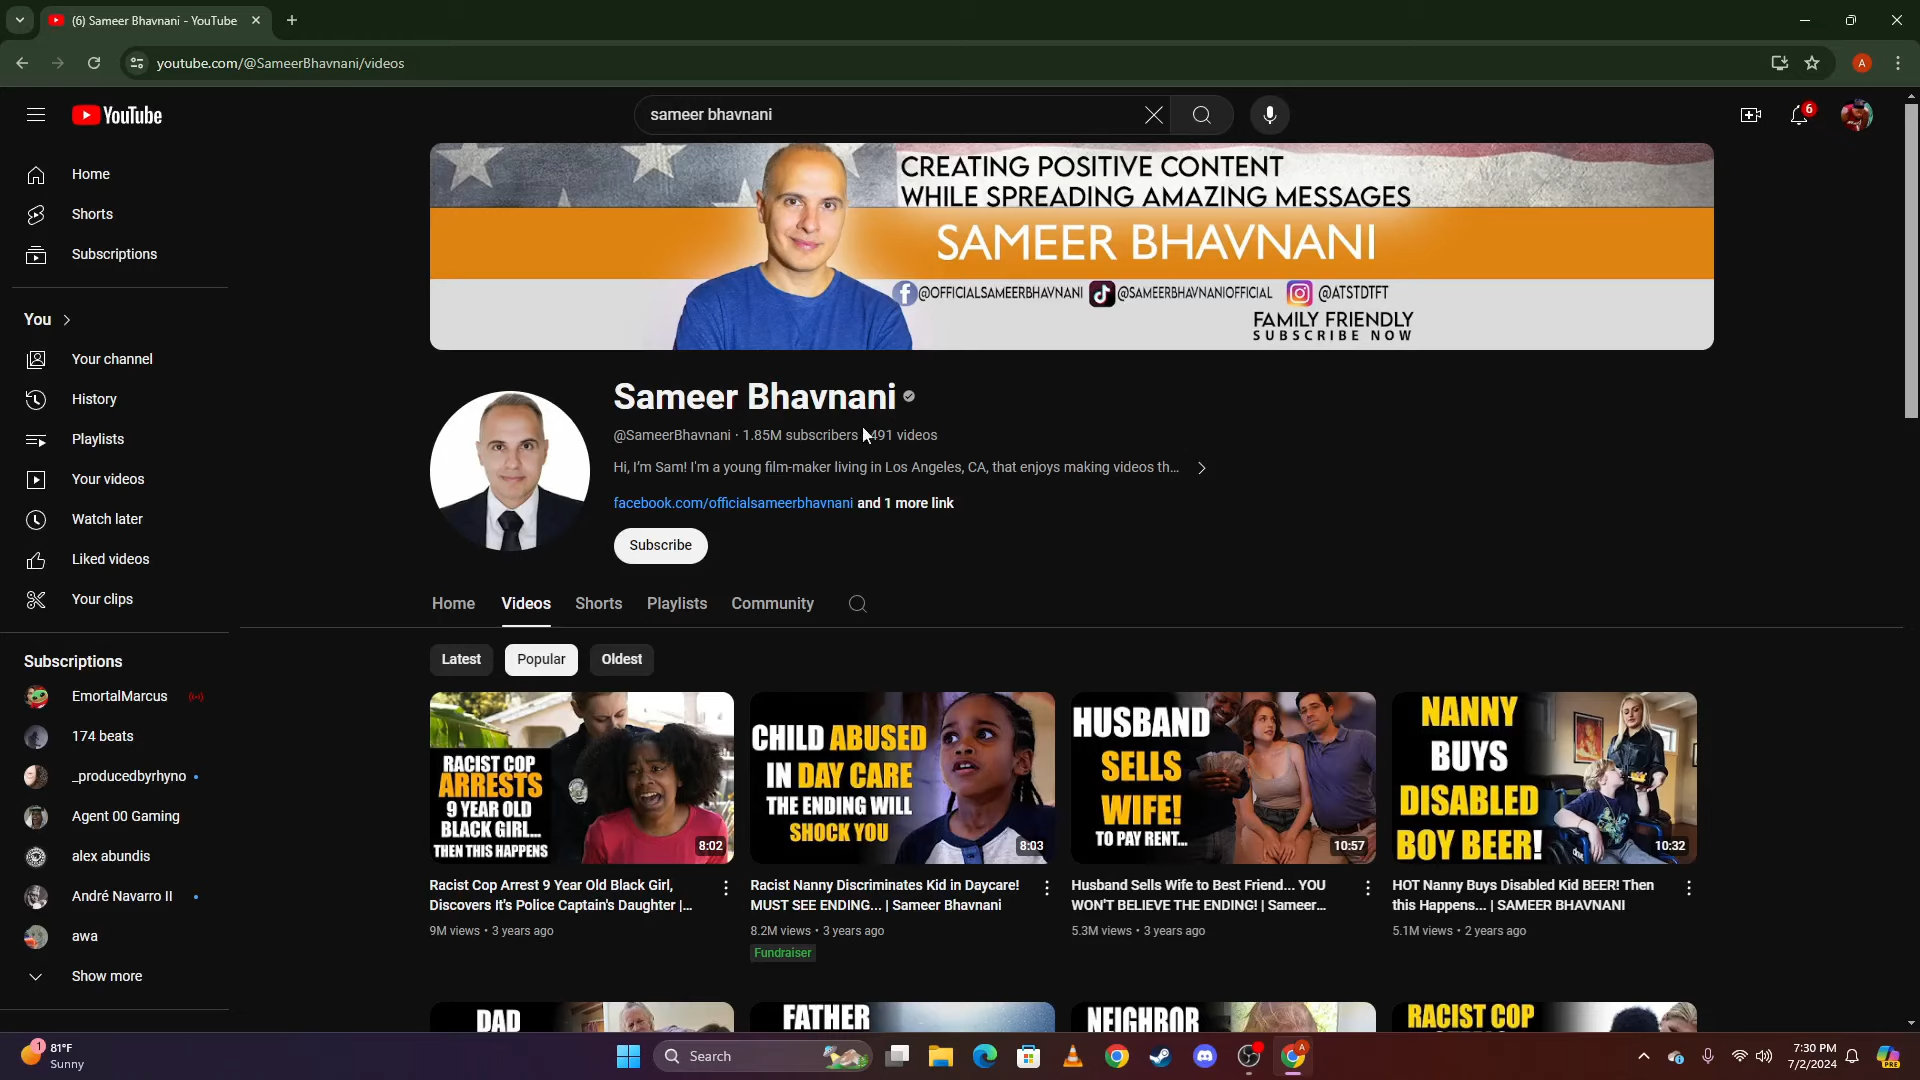 (6) Sameer Bhavnani - YouTube
youtube.com/@SameerBhavnani/videos
A
YouTube
sameer bhavnani
6
Home
Shorts
Subscriptions
You
Your channel
History
Playlists
Your videos
Watch later
Liked videos
Your clips
Subscriptions
EmortalMarcus
174 beats
_producedbyrhyno
Agent 00 Gaming
alex abundis
André Navarro II
awa
Show more
CREATING POSITIVE CONTENT
WHILE SPREADING AMAZING MESSAGES
SAMEER BHAVNANI
@OFFICIALSAMEERBHAVNANI @SAMEERBHAVNANIOFFICIAL @ATSTDTFT
FAMILY FRIENDLY
SUBSCRIBE NOW
Sameer Bhavnani
@SameerBhavnani · 1.85M subscribers 491 videos
Hi, I'm Sam! I'm a young film-maker living in Los Angeles, CA, that enjoys making videos th...
facebook.com/officialsameerbhavnani and 1 more link
Subscribe
Home Videos Shorts Playlists Community
Latest Popular Oldest
RACIST COP
ARRESTS
9 YEAR OLD
BLACK GIRL...
THEN THIS HAPPENS
8:02
Racist Cop Arrest 9 Year Old Black Girl,
Discovers It's Police Captain's Daughter |...
9M views · 3 years ago
CHILD ABUSED
IN DAY CARE
THE ENDING WILL
SHOCK YOU
8:03
Racist Nanny Discriminates Kid in Daycare!
MUST SEE ENDING... | Sameer Bhavnani
8.2M views · 3 years ago
Fundraiser
HUSBAND
SELLS
WIFE!
TO PAY RENT...
10:57
Husband Sells Wife to Best Friend... YOU
WON'T BELIEVE THE ENDING! | Sameer...
5.3M views · 3 years ago
NANNY
BUYS
DISABLED
BOY BEER!
10:32
HOT Nanny Buys Disabled Kid BEER! Then
this Happens... | SAMEER BHAVNANI
5.1M views · 2 years ago
DAD
FATHER
NEIGHBOR
RACIST COP
1
81°F
Sunny
Search
A
7:30 PM
7/2/2024
PRE